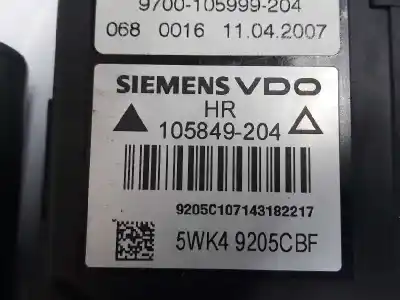 9700-105999-204
068 0016 11.04.2007
SIEMENS VDO
HR
105849-204
9205C107143182217
5WK4 9205CBF